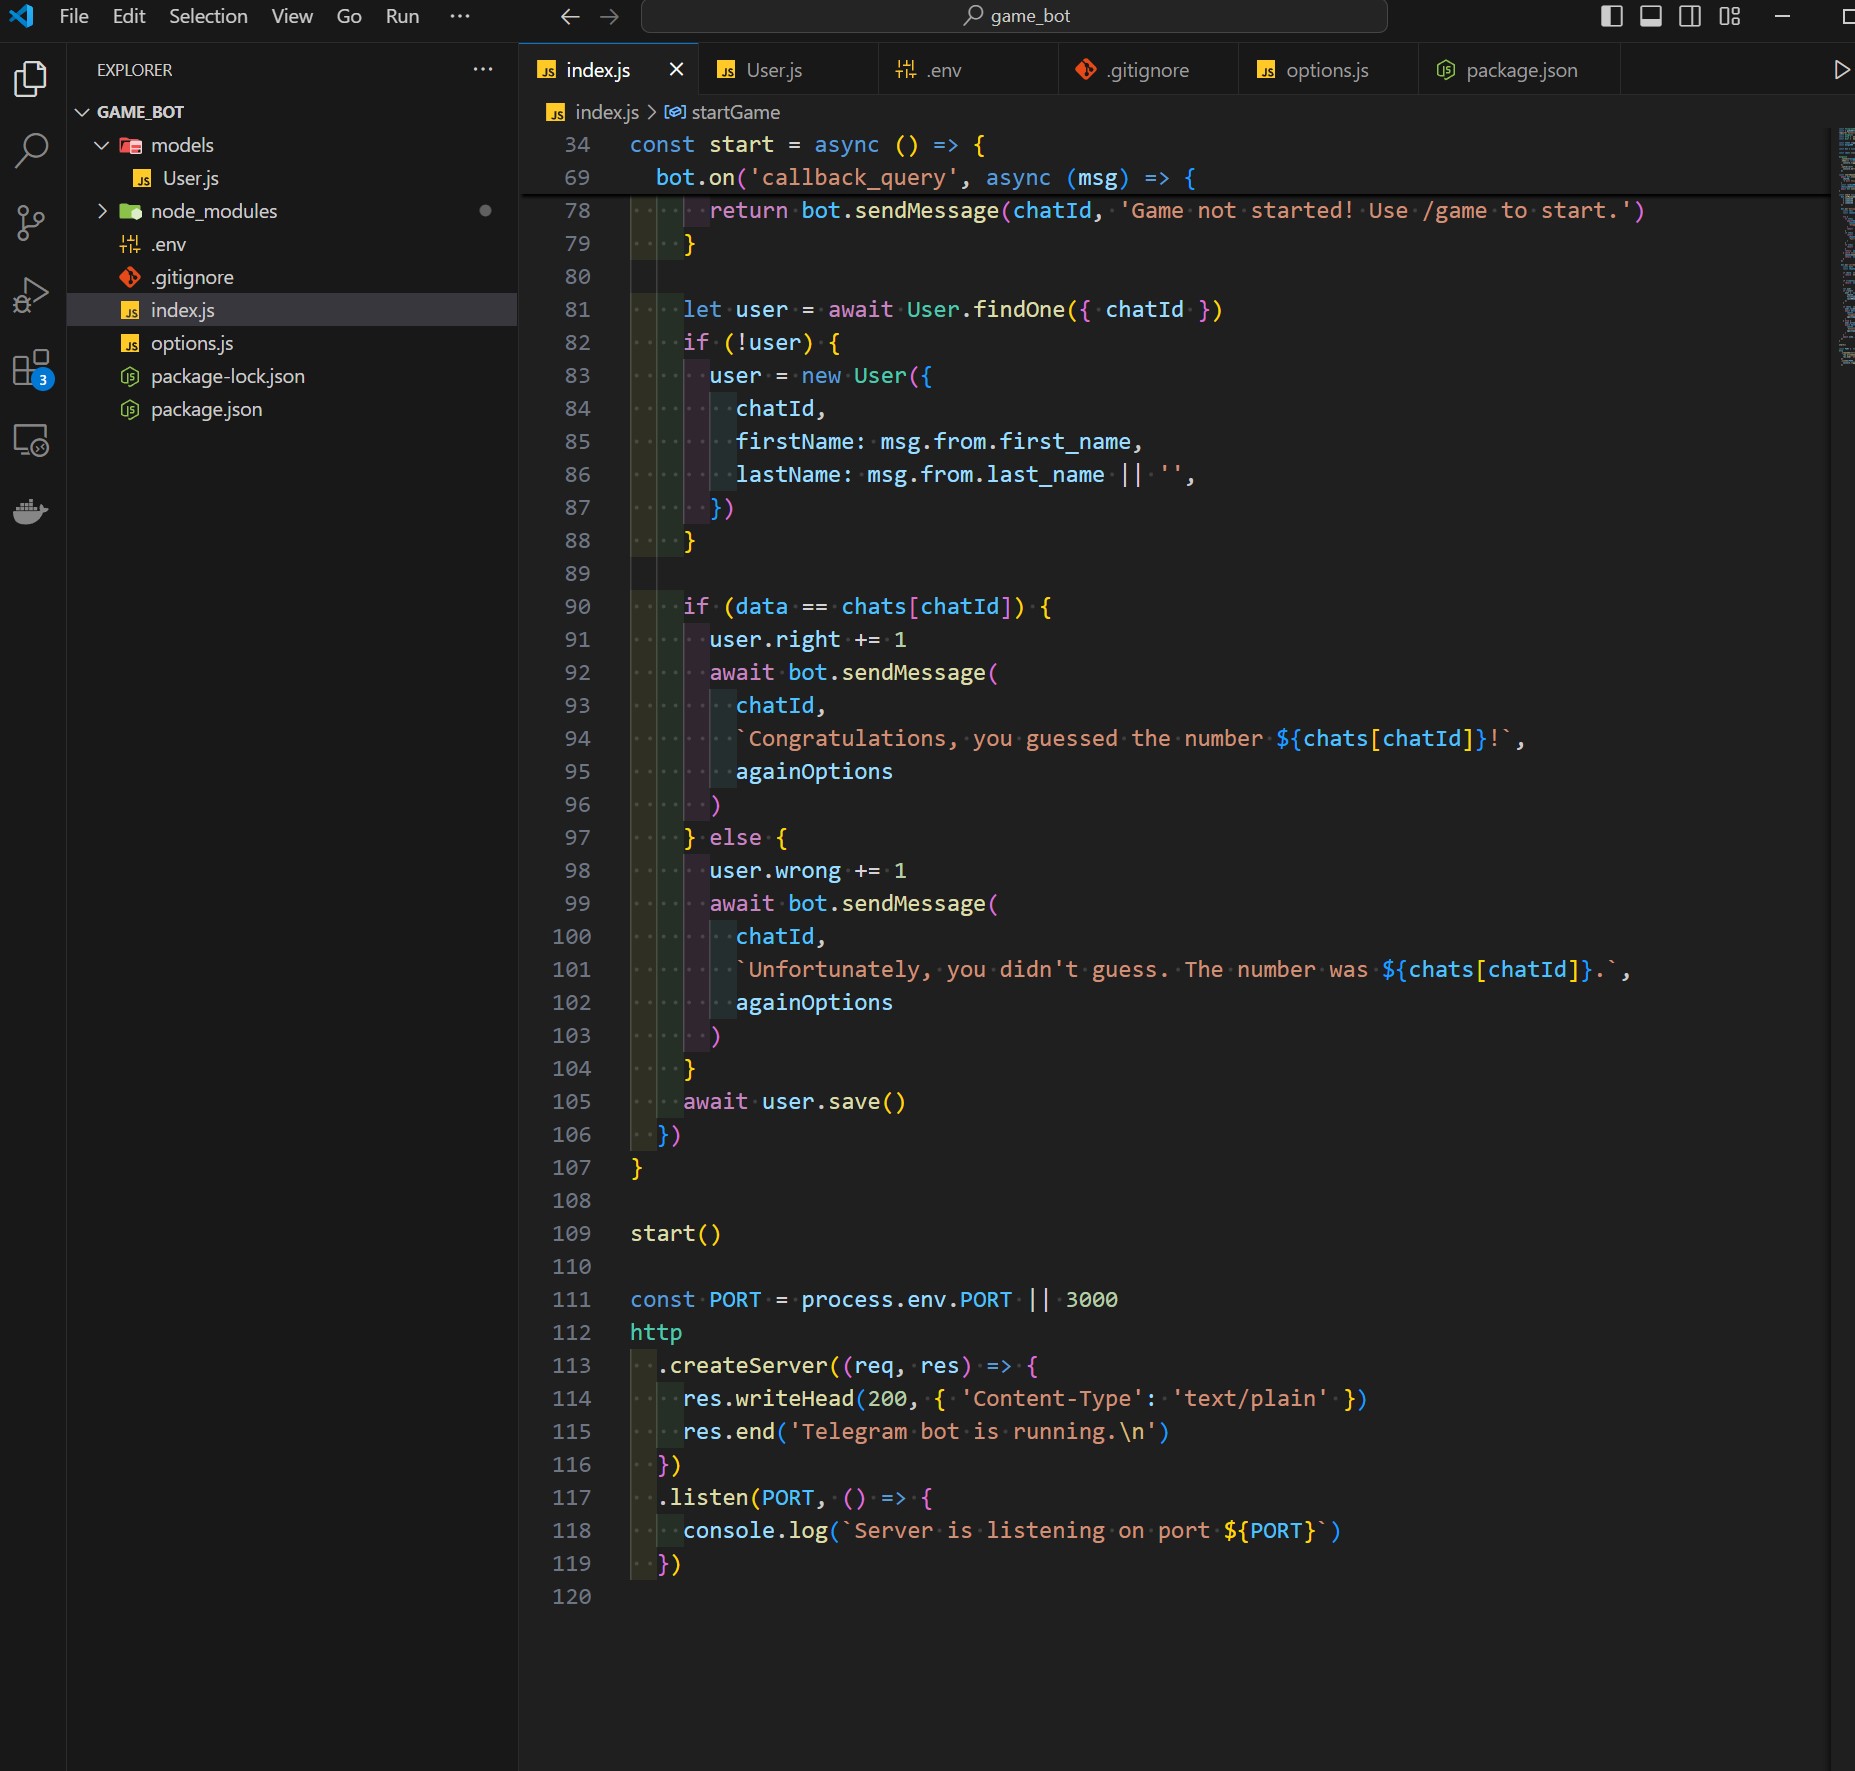 File Edit Selection View Go Run ··· ← → game_bot
EXPLORER ···
GAME_BOT
models
User.js
node_modules
.env
.gitignore
index.js
options.js
package-lock.json
package.json
3
index.js User.js .env .gitignore options.js package.json
index.js > startGame
34 const start = async () => {
69 bot.on('callback_query', async (msg) => {
78 return bot.sendMessage(chatId, 'Game not started! Use /game to start.')
79 }
80
81 let user = await User.findOne({ chatId })
82 if (!user) {
83 user = new User({
84 chatId,
85 firstName: msg.from.first_name,
86 lastName: msg.from.last_name || '',
87 })
88 }
89
90 if (data == chats[chatId]) {
91 user.right += 1
92 await bot.sendMessage(
93 chatId,
94 `Congratulations, you guessed the number ${chats[chatId]}!`,
95 againOptions
96 )
97 } else {
98 user.wrong += 1
99 await bot.sendMessage(
100 chatId,
101 `Unfortunately, you didn't guess. The number was ${chats[chatId]}.`,
102 againOptions
103 )
104 }
105 await user.save()
106 })
107 }
108
109 start()
110
111 const PORT = process.env.PORT || 3000
112 http
113 .createServer((req, res) => {
114 res.writeHead(200, { 'Content-Type': 'text/plain' })
115 res.end('Telegram bot is running.\n')
116 })
117 .listen(PORT, () => {
118 console.log(`Server is listening on port ${PORT}`)
119 })
120